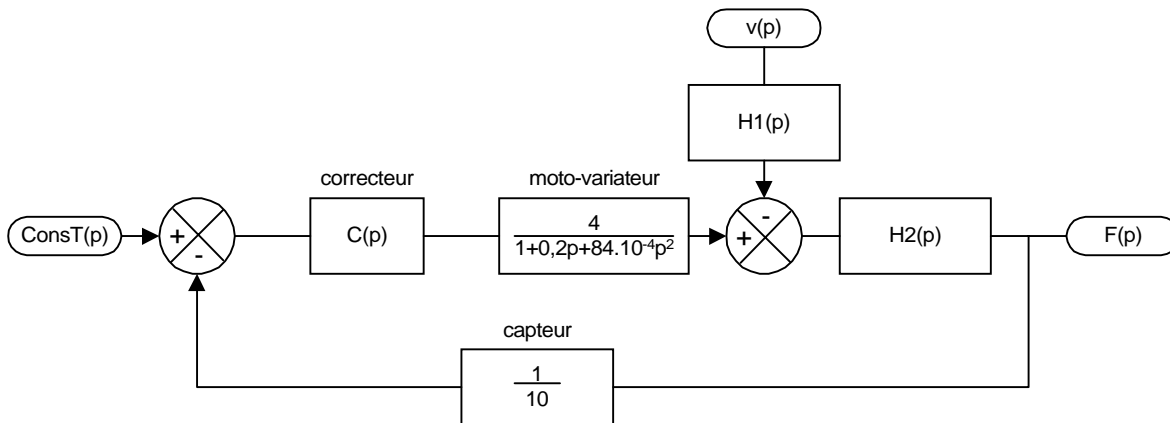 v(p)
H1(p)
correcteur
moto-variateur
-
ConsT(p)
+
-
C(p)
4
1+0,2p+84.10⁻⁴p²
+
H2(p)
F(p)
capteur
1
10